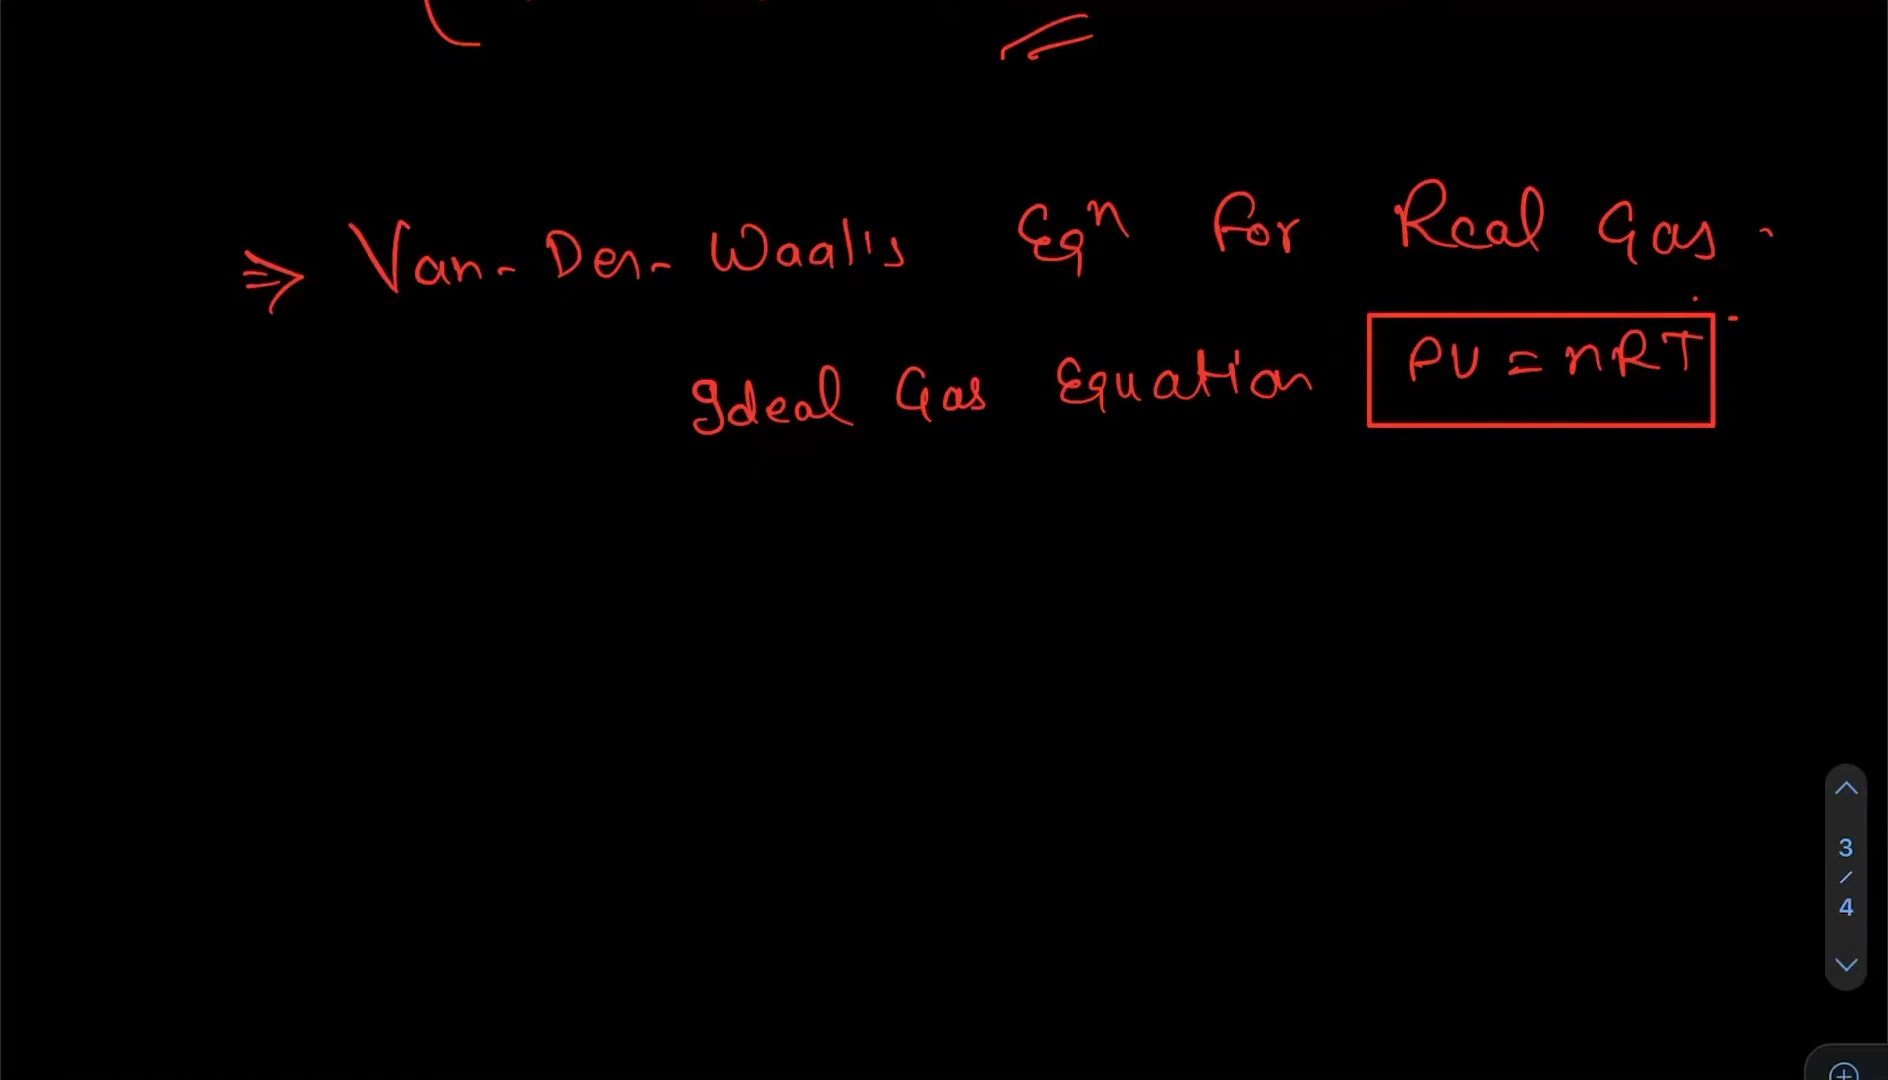 ⇒ Van-Der-Waal's Eqⁿ for Real Gas.
Ideal Gas Equation PV = nRT
3
/
4